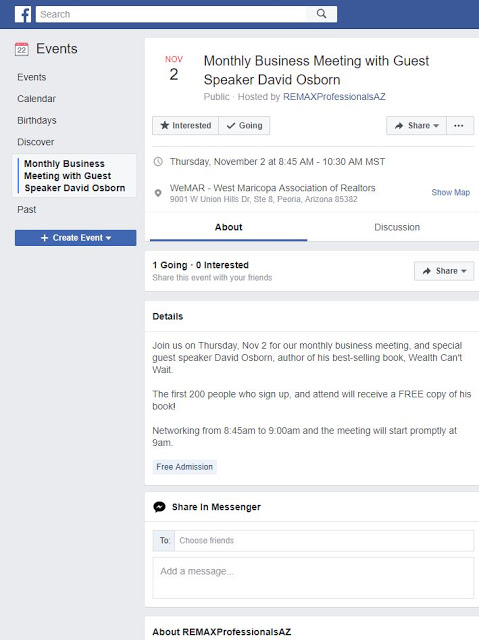 f
Search
22 Events
Events
Calendar
Birthdays
Discover
Monthly Business
Meeting with Guest
Speaker David Osborn
Past
+ Create Event
NOV
2
Monthly Business Meeting with Guest
Speaker David Osborn
Public · Hosted by REMAXProfessionalsAZ
Interested
Going
Share
Thursday, November 2 at 8:45 AM - 10:30 AM MST
WeMAR - West Maricopa Association of Realtors
9001 W Union Hills Dr, Ste 8, Peoria, Arizona 85382
Show Map
About
Discussion
1 Going · 0 Interested
Share this event with your friends
Share
Details
Join us on Thursday, Nov 2 for our monthly business meeting, and special
guest speaker David Osborn, author of his best-selling book, Wealth Can't
Wait.
The first 200 people who sign up, and attend will receive a FREE copy of his
book!
Networking from 8:45am to 9:00am and the meeting will start promptly at
9am.
Free Admission
Share in Messenger
To: Choose friends
Add a message...
About REMAXProfessionalsAZ